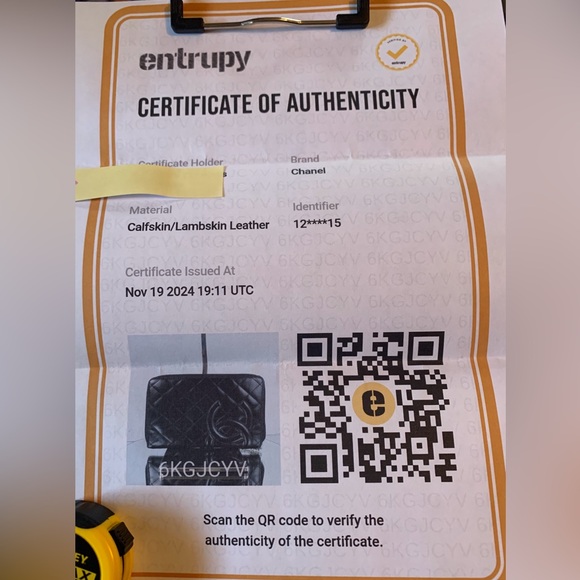 entrupy
CERTIFICATE OF AUTHENTICITY
Certificate Holder
Brand
Chanel
Material
Identifier
Calfskin/Lambskin Leather
12****15
Certificate Issued At
Nov 19 2024 19:11 UTC
6KGJCYV
Scan the QR code to verify the
authenticity of the certificate.